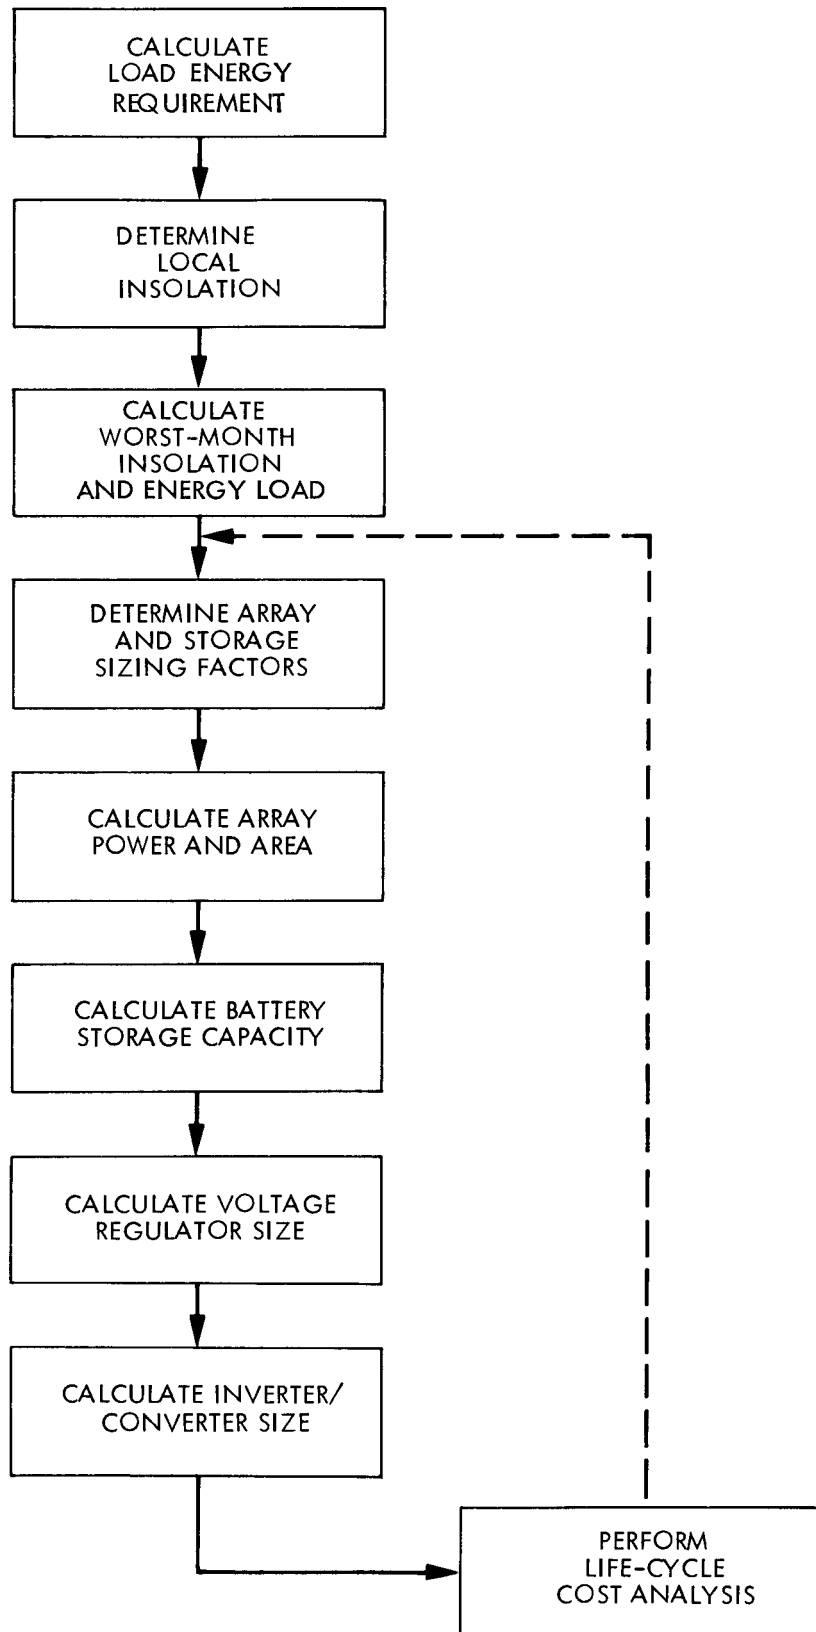 CALCULATE
LOAD ENERGY
REQUIREMENT
DETERMINE
LOCAL
INSOLATION
CALCULATE
WORST-MONTH
INSOLATION
AND ENERGY LOAD
DETERMINE ARRAY
AND STORAGE
SIZING FACTORS
CALCULATE ARRAY
POWER AND AREA
CALCULATE BATTERY
STORAGE CAPACITY
CALCULATE VOLTAGE
REGULATOR SIZE
CALCULATE INVERTER/
CONVERTER SIZE
PERFORM
LIFE-CYCLE
COST ANALYSIS